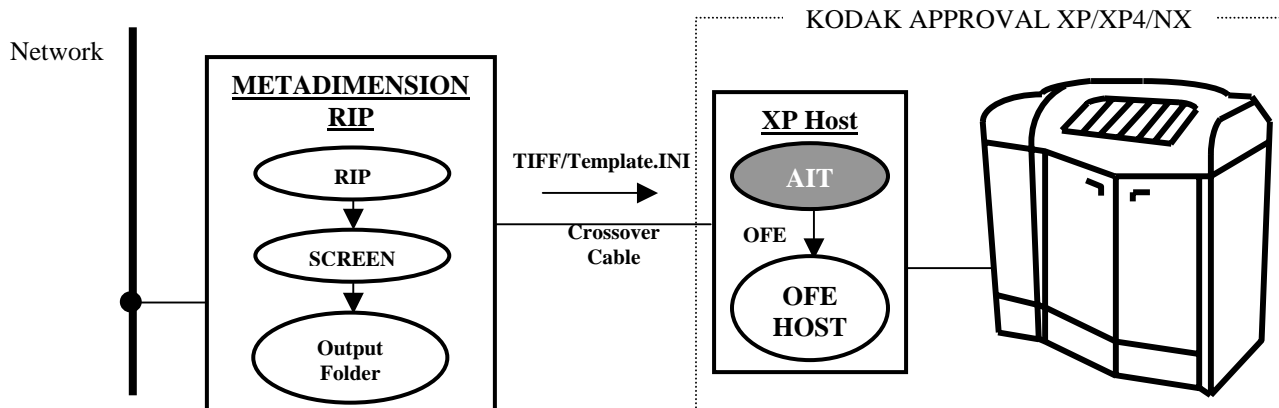 KODAK APPROVAL XP/XP4/NX
Network
METADIMENSION
RIP
RIP
SCREEN
Output
Folder
TIFF/Template.INI
Crossover
Cable
XP Host
AIT
OFE
OFE
HOST